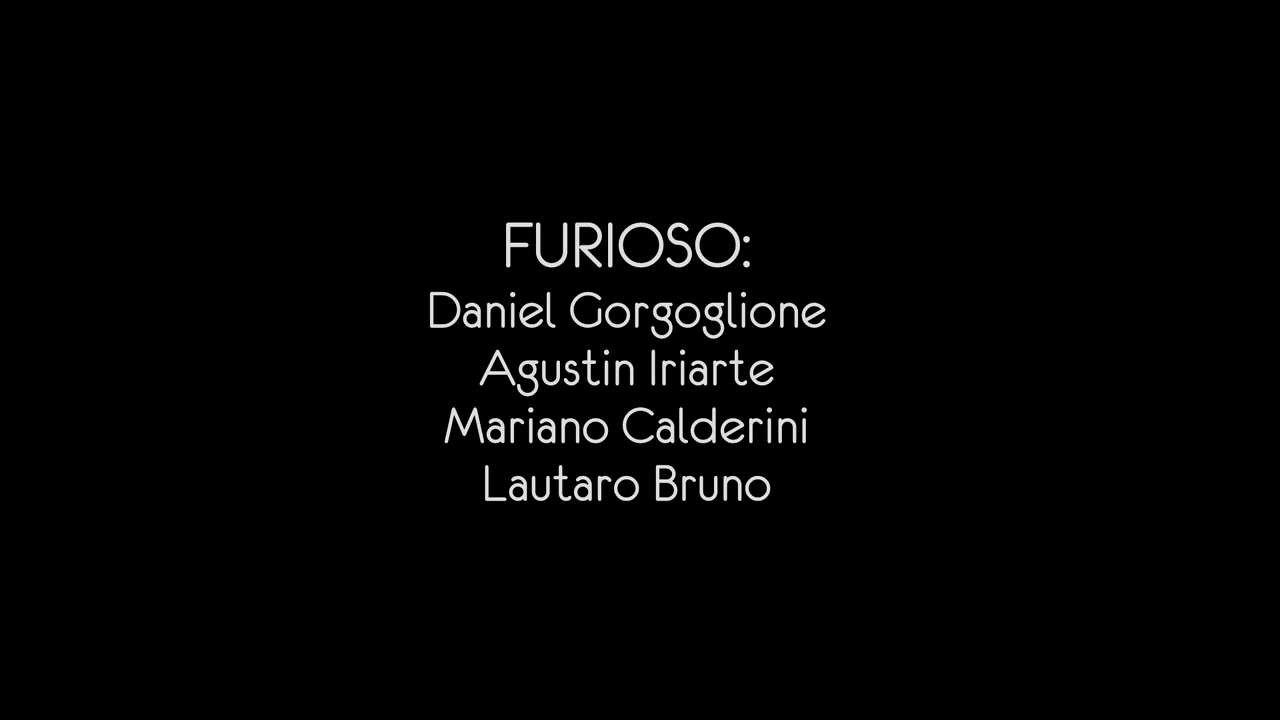 FURIOSO:
Daniel Gorgoglione
Agustin Iriarte
Mariano Calderini
Lautaro Bruno